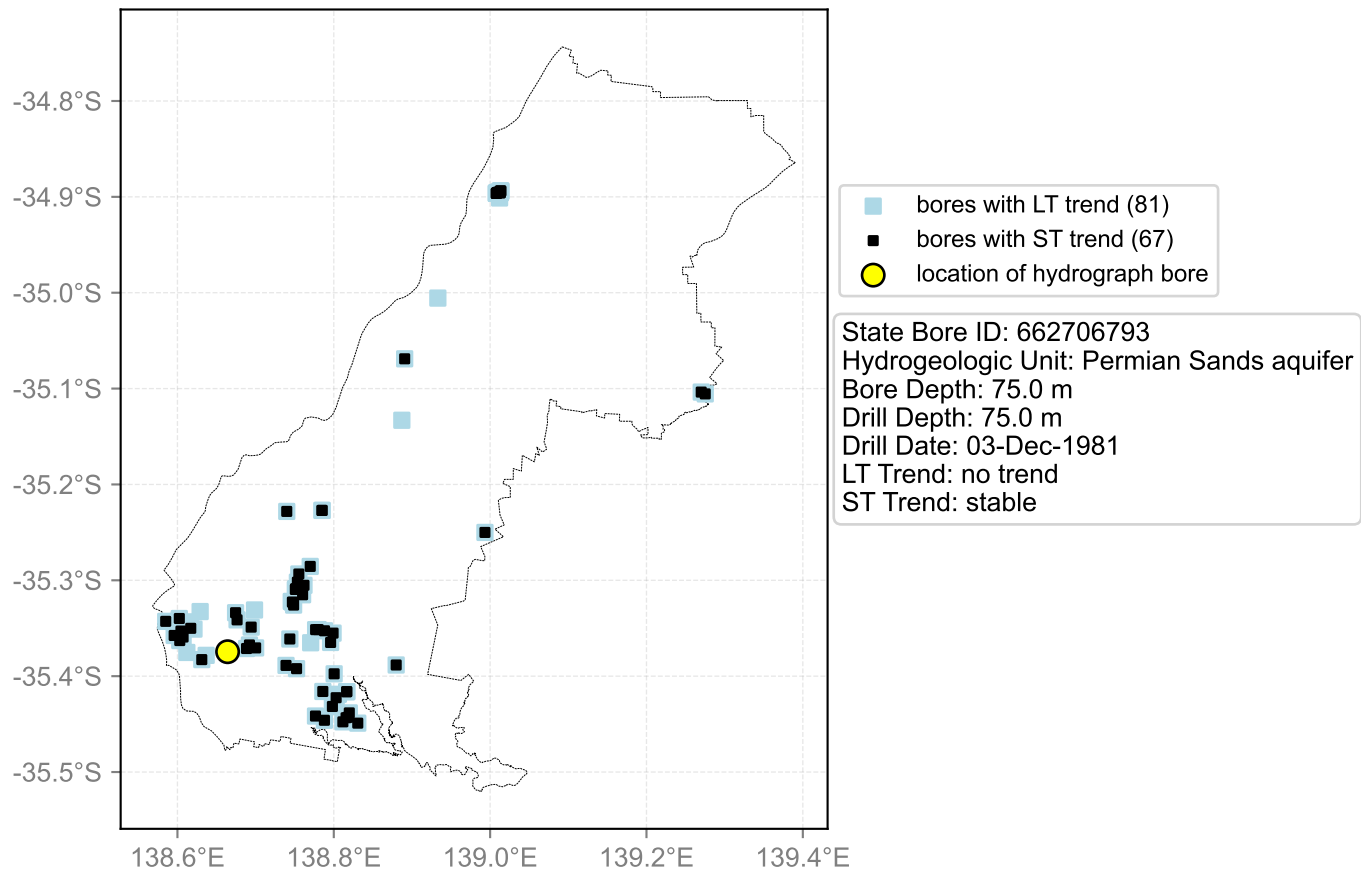 -34.8°S
-34.9°S
-35.0°S
-35.1°S
-35.2°S
-35.3°S
-35.4°S
-35.5°S
138.6°E 138.8°E 139.0°E 139.2°E 139.4°E
bores with LT trend (81)
bores with ST trend (67)
location of hydrograph bore
State Bore ID: 662706793
Hydrogeologic Unit: Permian Sands aquifer
Bore Depth: 75.0 m
Drill Depth: 75.0 m
Drill Date: 03-Dec-1981
LT Trend: no trend
ST Trend: stable